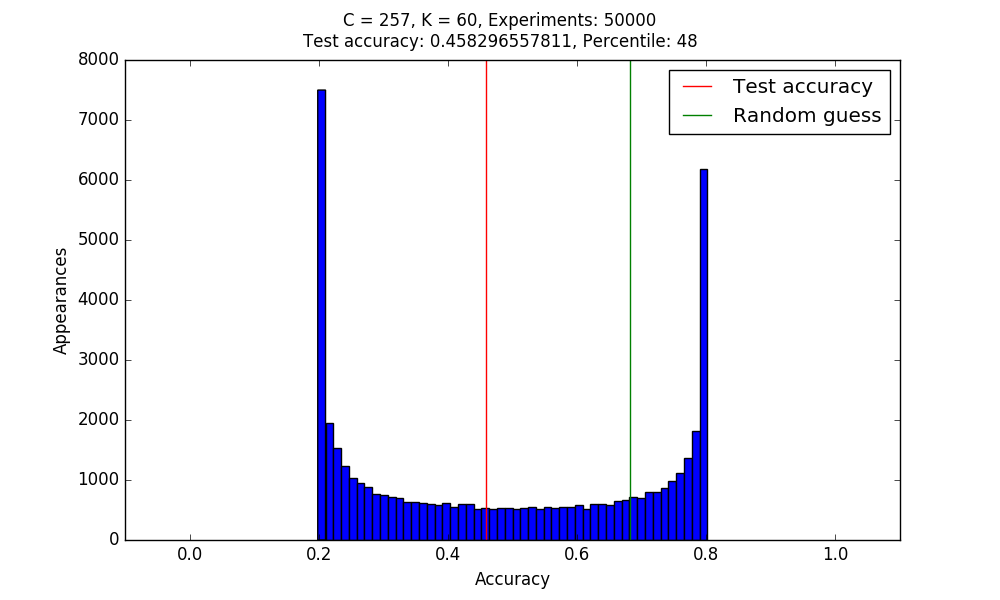 C = 257, K = 60, Experiments: 50000
Test accuracy: 0.458296557811, Percentile: 48
8000
7000
6000
5000
4000
3000
2000
1000
0
Appearances
Test accuracy
Random guess
0.0 0.2 0.4 0.6 0.8 1.0
Accuracy